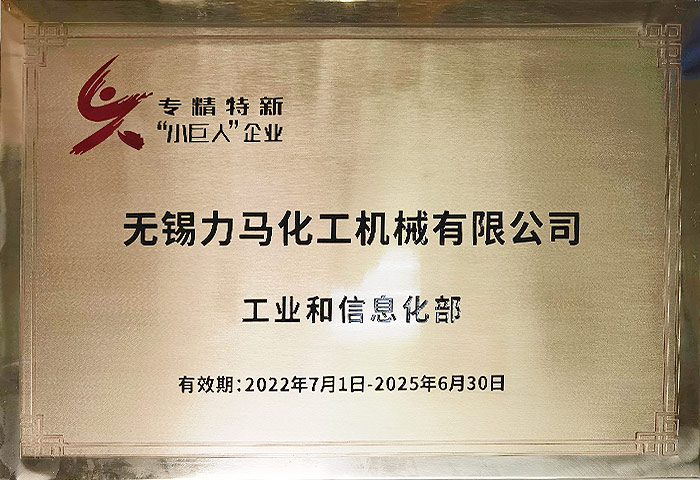 专精特新
“小巨人”企业
无锡力马化工机械有限公司
工业和信息化部
有效期:2022年7月1日-2025年6月30日